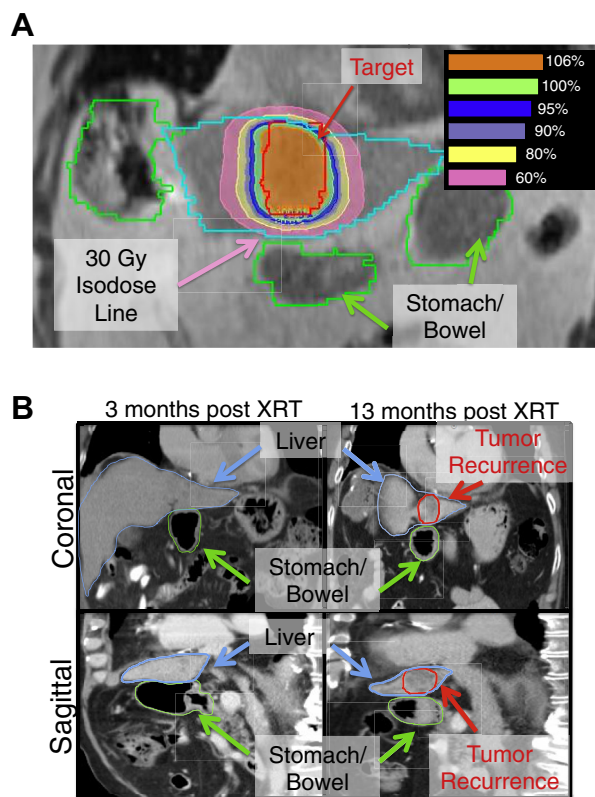 A
Target
106%
100%
95%
90%
80%
60%
30 Gy
Isodose
Line
Stomach/
Bowel
B
3 months post XRT
13 months post XRT
Coronal
Liver
Tumor
Recurrence
Stomach/
Bowel
Sagittal
Liver
Stomach/
Bowel
Tumor
Recurrence